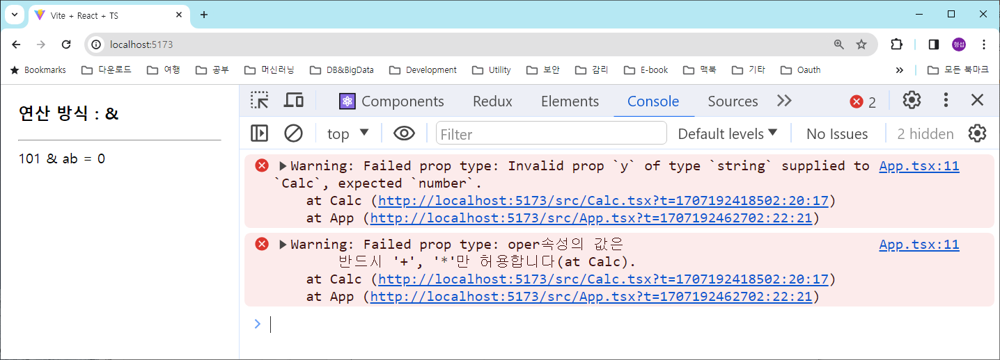 Vite + React + TS
localhost:5173
형섭
Bookmarks 다운로드 여행 공부 머신러닝 DB&BigData Development Utility 보안 감리 E-book 맥북 기타 Oauth » 모든 북마크
연산 방식 : &
101 & ab = 0
Components Redux Elements Console Sources 2
top Filter Default levels No Issues 2 hidden
Warning: Failed prop type: Invalid prop `y` of type `string` supplied to App.tsx:11
`Calc`, expected `number`.
at Calc (http://localhost:5173/src/Calc.tsx?t=1707192418502:20:17)
at App (http://localhost:5173/src/App.tsx?t=1707192462702:22:21)
Warning: Failed prop type: oper속성의 값은 App.tsx:11
반드시 '+', '*'만 허용합니다(at Calc).
at Calc (http://localhost:5173/src/Calc.tsx?t=1707192418502:20:17)
at App (http://localhost:5173/src/App.tsx?t=1707192462702:22:21)